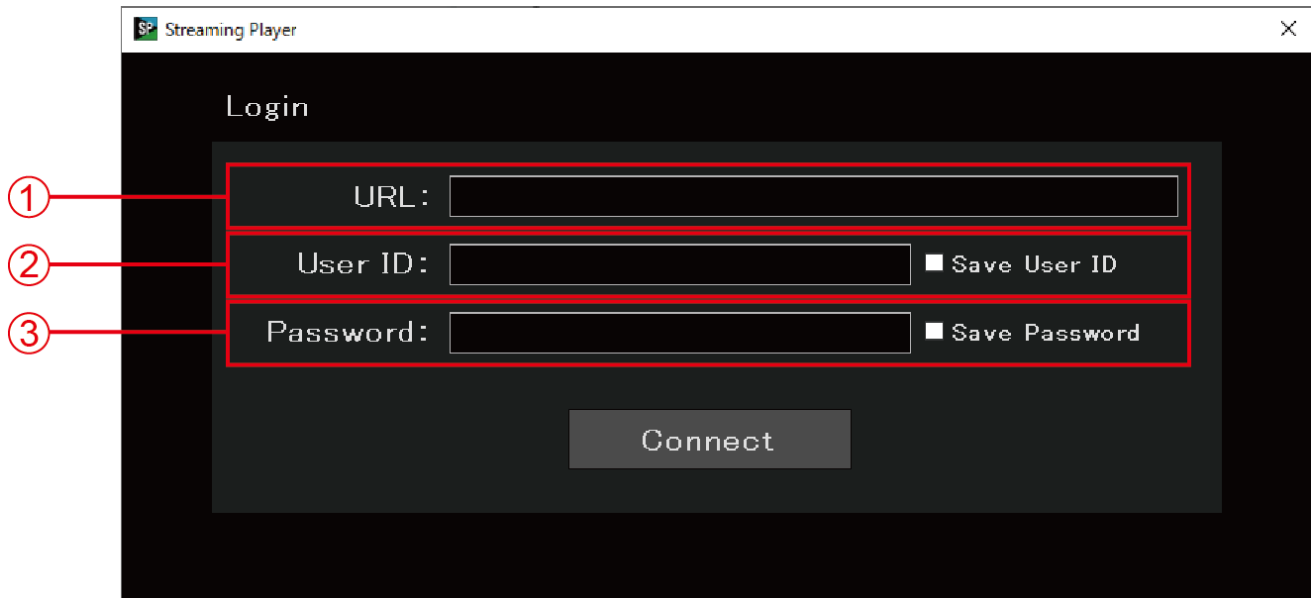 SP Streaming Player
Login
① URL:
② User ID: Save User ID
③ Password: Save Password
Connect